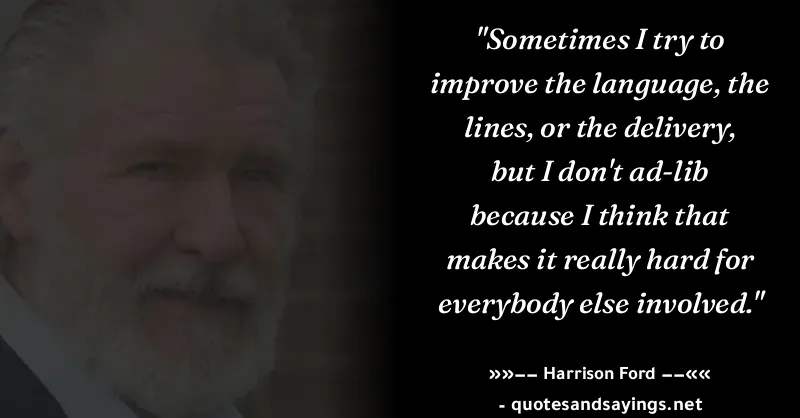 "Sometimes I try to
improve the language, the
lines, or the delivery,
but I don't ad-lib
because I think that
makes it really hard for
everybody else involved."
»»–– Harrison Ford ––««
- quotesandsayings.net